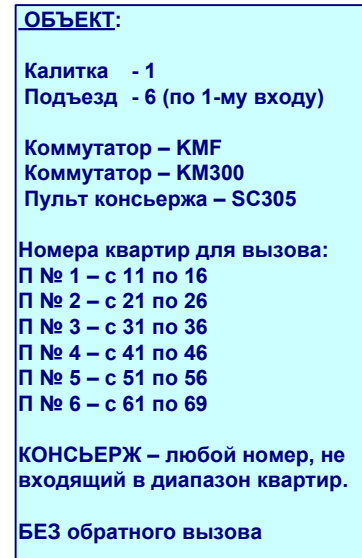 ОБЪЕКТ:
Калитка - 1
Подъезд - 6 (по 1-му входу)
Коммутатор – KMF
Коммутатор – KM300
Пульт консьержа – SC305
Номера квартир для вызова:
П № 1 – с 11 по 16
П № 2 – с 21 по 26
П № 3 – с 31 по 36
П № 4 – с 41 по 46
П № 5 – с 51 по 56
П № 6 – с 61 по 69
КОНСЬЕРЖ – любой номер, не
входящий в диапазон квартир.
БЕЗ обратного вызова